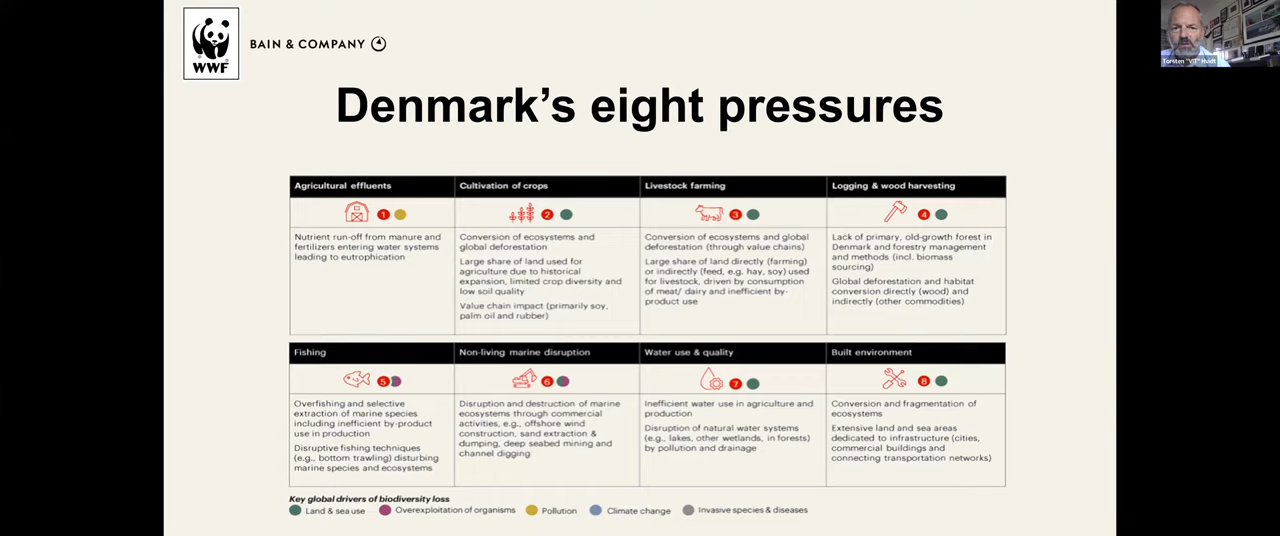 WWF
BAIN & COMPANY
Torsten "VIT" Hvidt
Denmark's eight pressures
Agricultural effluents
1
Nutrient run-off from manure and
fertilizers entering water systems
leading to eutrophication
Cultivation of crops
2
Conversion of ecosystems and
global deforestation
Large share of land used for
agriculture due to historical
expansion, limited crop diversity and
low soil quality
Value chain impact (primarily soy,
palm oil and rubber)
Livestock farming
3
Conversion of ecosystems and global
deforestation (through value chains)
Large share of land directly (farming)
or indirectly (feed, e.g. hay, soy) used
for livestock, driven by consumption
of meat/ dairy and inefficient by-
product use
Logging & wood harvesting
4
Lack of primary, old-growth forest in
Denmark and forestry management
and methods (incl. biomass
sourcing)
Global deforestation and habitat
conversion directly (wood) and
indirectly (other commodities)
Fishing
5
Overfishing and selective
extraction of marine species
including inefficient by-product
use in production
Disruptive fishing techniques
(e.g., bottom trawling) disturbing
marine species and ecosystems
Non-living marine disruption
6
Disruption and destruction of marine
ecosystems through commercial
activities, e.g., offshore wind
construction, sand extraction &
dumping, deep seabed mining and
channel digging
Water use & quality
7
Inefficient water use in agriculture and
production
Disruption of natural water systems
(e.g., lakes, other wetlands, in forests)
by pollution and drainage
Built environment
8
Conversion and fragmentation of
ecosystems
Extensive land and sea areas
dedicated to infrastructure (cities,
commercial buildings and
connecting transportation networks)
Key global drivers of biodiversity loss
Land & sea use
Overexploitation of organisms
Pollution
Climate change
Invasive species & diseases